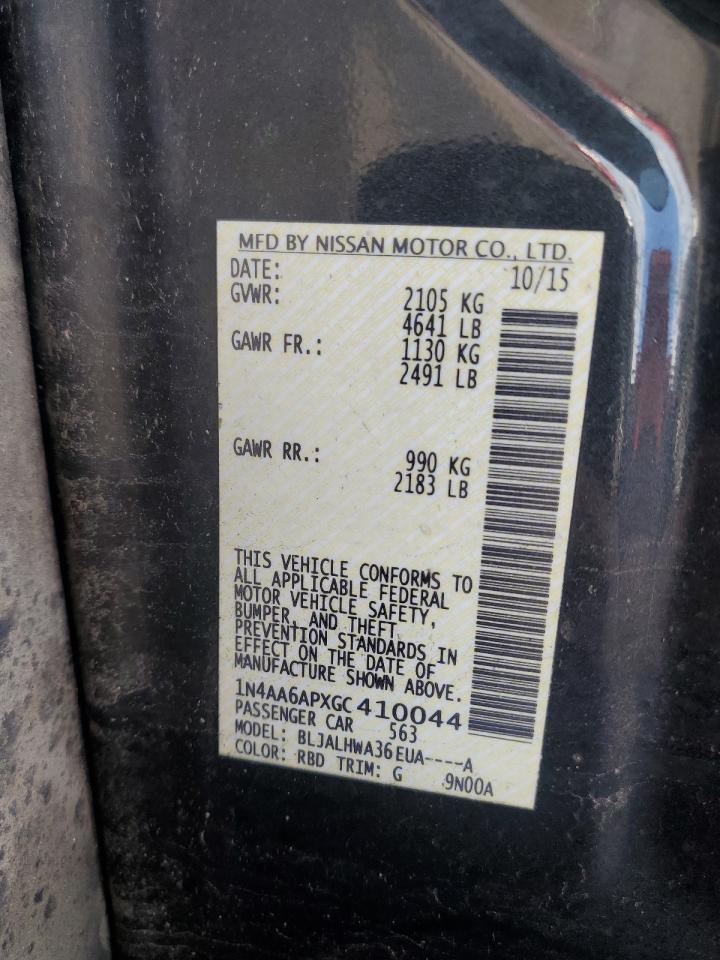 MFD BY NISSAN MOTOR CO., LTD.
DATE: 10/15
GVWR: 2105 KG
4641 LB
GAWR FR.: 1130 KG
2491 LB
GAWR RR.: 990 KG
2183 LB
THIS VEHICLE CONFORMS TO
ALL APPLICABLE FEDERAL
MOTOR VEHICLE SAFETY,
BUMPER, AND THEFT
PREVENTION STANDARDS IN
EFFECT ON THE DATE OF
MANUFACTURE SHOWN ABOVE.
1N4AA6APXGC410044
PASSENGER CAR 563
MODEL: BLJALHWA36EUA----A
COLOR: RBD TRIM: G 9N00A